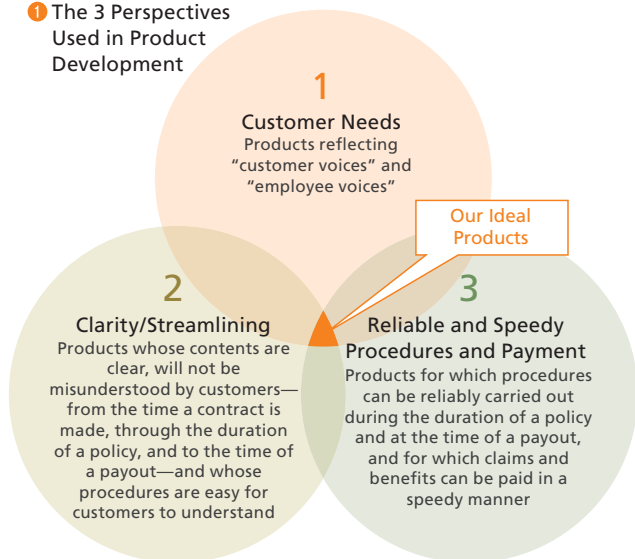 1 The 3 Perspectives
Used in Product
Development
1
Customer Needs
Products reflecting
“customer voices” and
“employee voices”
Our Ideal
Products
2
Clarity/Streamlining
Products whose contents are
clear, will not be
misunderstood by customers—
from the time a contract is
made, through the duration
of a policy, and to the time of
a payout—and whose
procedures are easy for
customers to understand
3
Reliable and Speedy
Procedures and Payment
Products for which procedures
can be reliably carried out
during the duration of a policy
and at the time of a payout,
and for which claims and
benefits can be paid in a
speedy manner